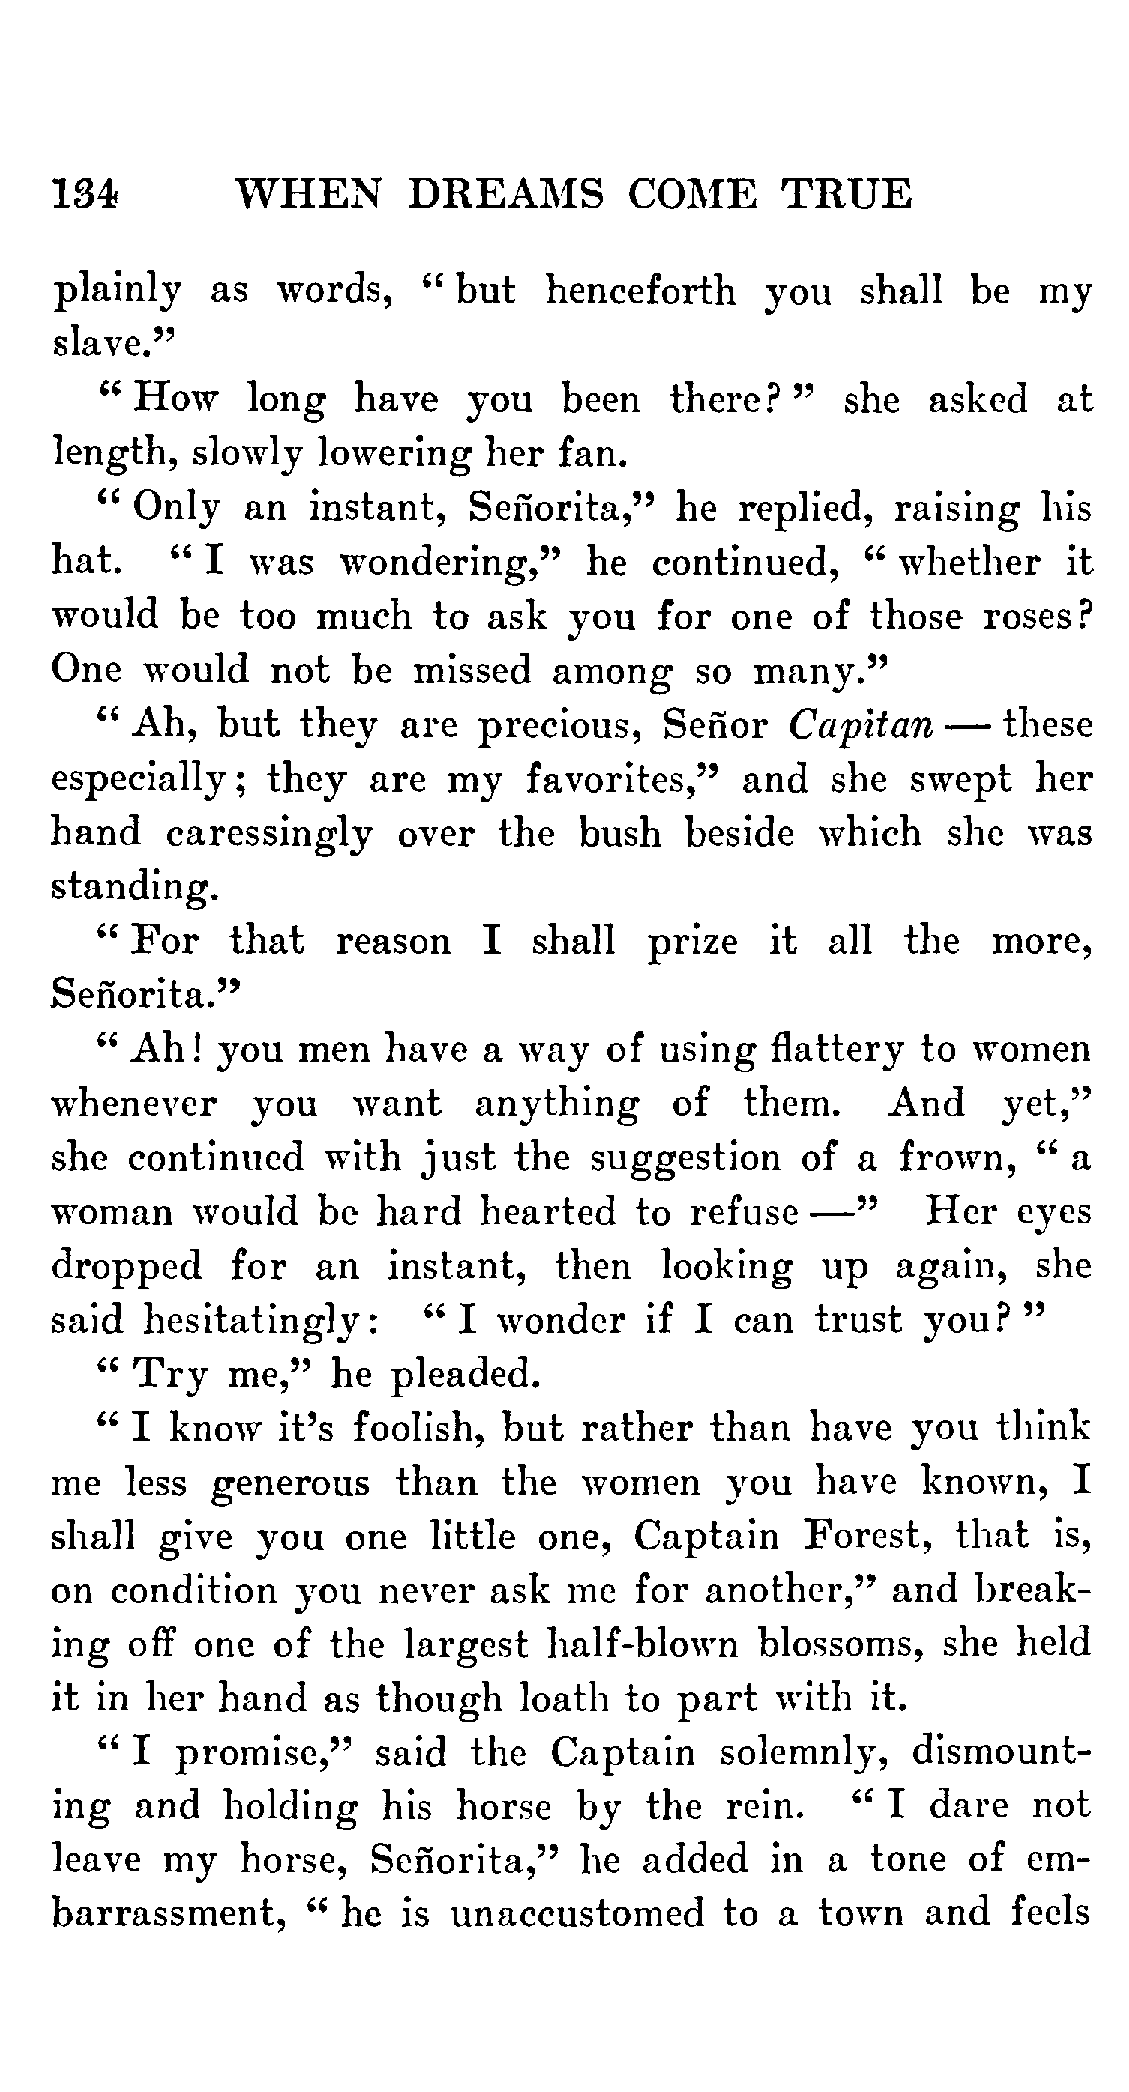 134 WHEN DREAMS COME TRUE
plainly as words, “ but henceforth you shall be my
slave.”
“ How long have you been there? ” she asked at
length, slowly lowering her fan.
“ Only an instant, Señorita,” he replied, raising his
hat. “ I was wondering,” he continued, “ whether it
would be too much to ask you for one of those roses?
One would not be missed among so many.”
“ Ah, but they are precious, Señor Capitan — these
especially; they are my favorites,” and she swept her
hand caressingly over the bush beside which she was
standing.
“ For that reason I shall prize it all the more,
Señorita.”
“ Ah! you men have a way of using flattery to women
whenever you want anything of them. And yet,”
she continued with just the suggestion of a frown, “ a
woman would be hard hearted to refuse —” Her eyes
dropped for an instant, then looking up again, she
said hesitatingly: “ I wonder if I can trust you? ”
“ Try me,” he pleaded.
“ I know it’s foolish, but rather than have you think
me less generous than the women you have known, I
shall give you one little one, Captain Forest, that is,
on condition you never ask me for another,” and break-
ing off one of the largest half-blown blossoms, she held
it in her hand as though loath to part with it.
“ I promise,” said the Captain solemnly, dismount-
ing and holding his horse by the rein. “ I dare not
leave my horse, Señorita,” he added in a tone of em-
barrassment, “ he is unaccustomed to a town and feels